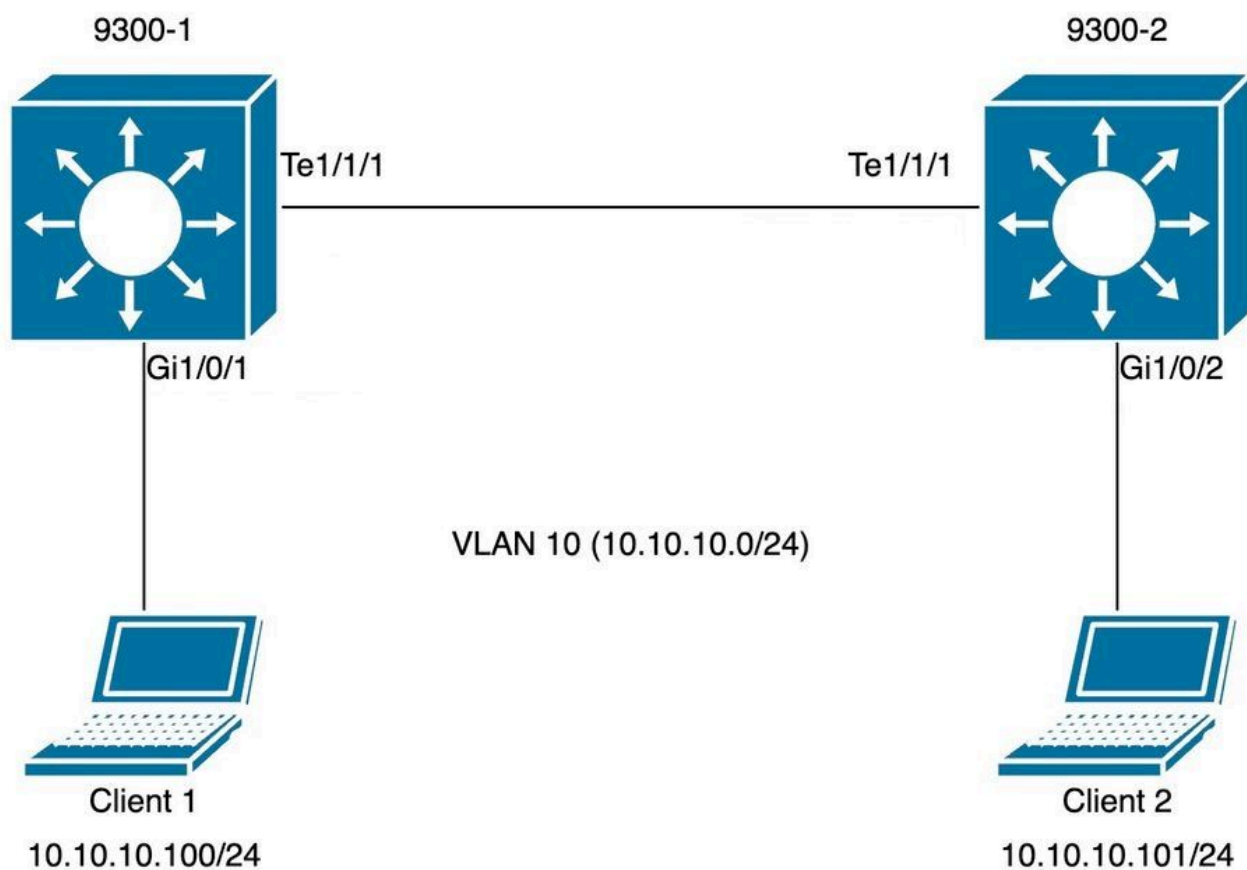 9300-1
9300-2
Te1/1/1
Te1/1/1
Gi1/0/1
Gi1/0/2
VLAN 10 (10.10.10.0/24)
Client 1
Client 2
10.10.10.100/24
10.10.10.101/24